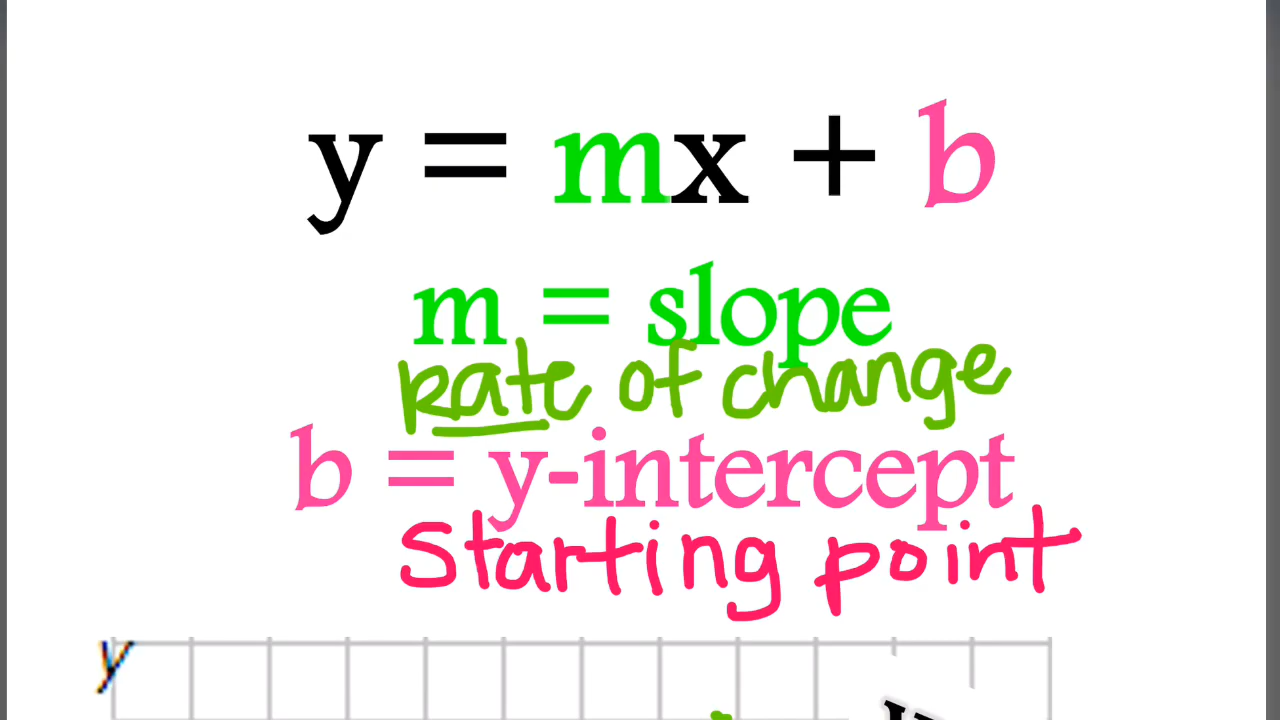 y = mx + b
m = slope
rate of change
b = y-intercept
Starting point
y